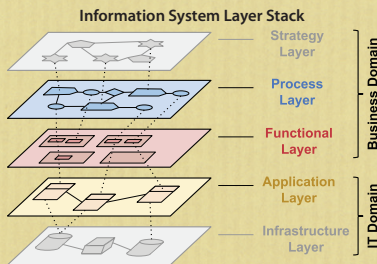 Information System Layer Stack
Strategy
Layer
Process
Layer
Functional
Layer
Application
Layer
Infrastructure
Layer
Business Domain
IT Domain